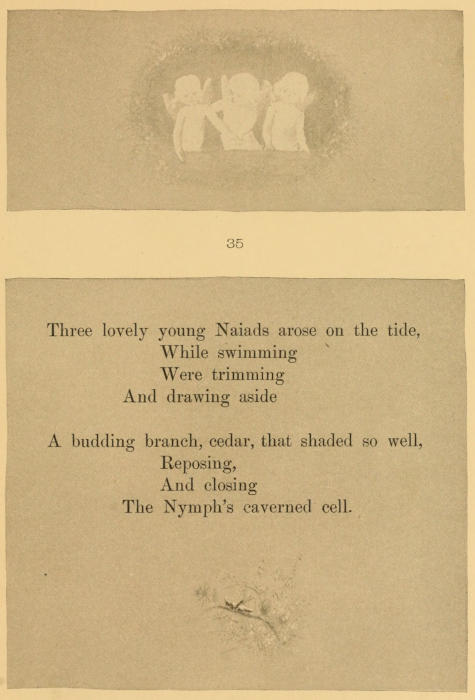 35
Three lovely young Naiads arose on the tide,
While swimming
Were trimming
And drawing aside
A budding branch, cedar, that shaded so well,
Reposing,
And closing
The Nymph's caverned cell.